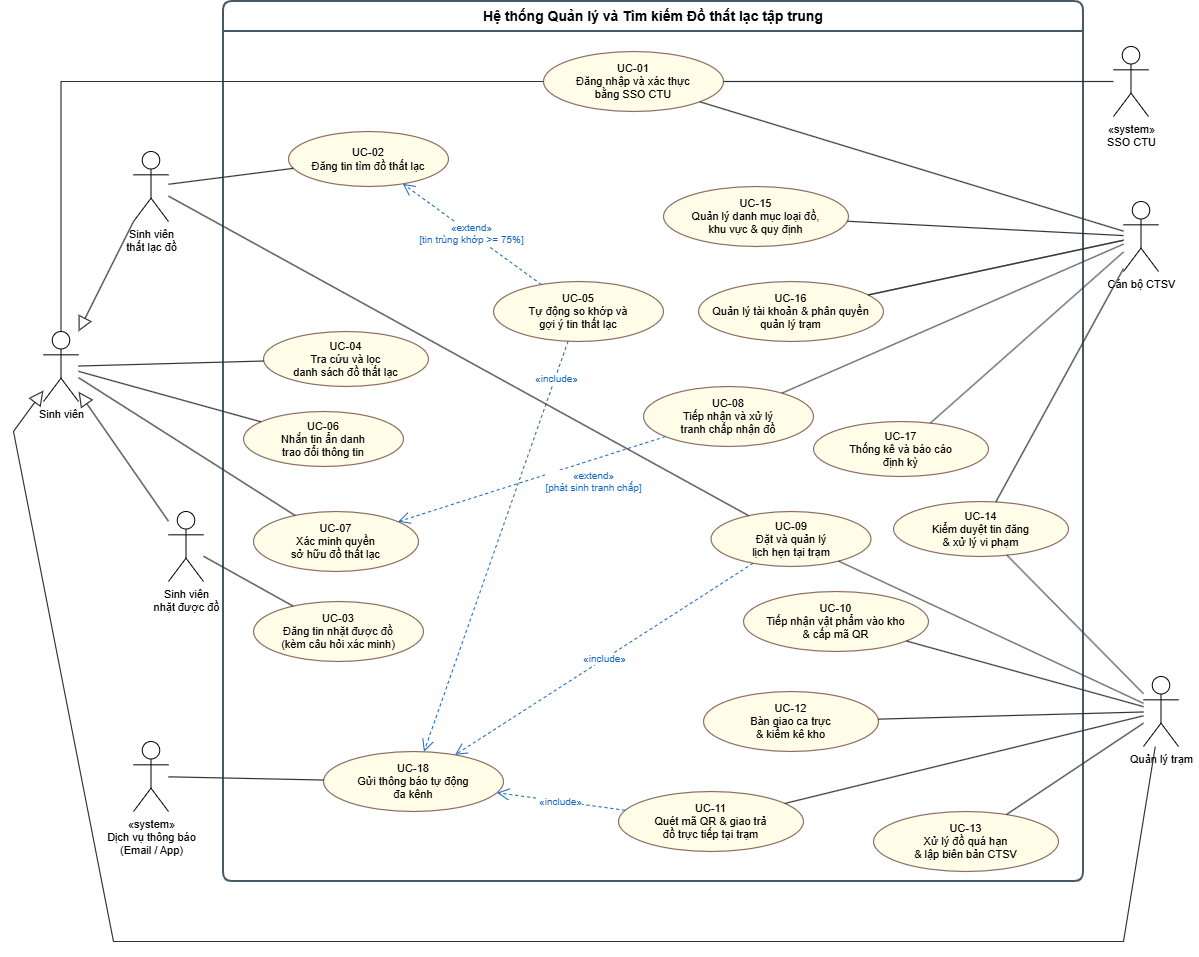 Hệ thống Quản lý và Tìm kiếm Đồ thất lạc tập trung
UC-01
Đăng nhập và xác thực
bằng SSO CTU
«system»
SSO CTU
UC-02
Đăng tin tìm đồ thất lạc
Sinh viên
thất lạc đồ
UC-15
Quản lý danh mục loại đồ,
khu vực & quy định
«extend»
[tin trùng khớp >= 75%]
Cán bộ CTSV
UC-05
Tự động so khớp và
gợi ý tin thất lạc
UC-16
Quản lý tài khoản & phân quyền
quản lý trạm
UC-04
Tra cứu và lọc
danh sách đồ thất lạc
«include»
Sinh viên
UC-08
Tiếp nhận và xử lý
tranh chấp nhận đồ
UC-06
Nhắn tin ẩn danh
trao đổi thông tin
UC-17
Thống kê và báo cáo
định kỳ
«extend»
[phát sinh tranh chấp]
UC-07
Xác minh quyền
sở hữu đồ thất lạc
UC-09
Đặt và quản lý
lịch hẹn tại trạm
UC-14
Kiểm duyệt tin đăng
& xử lý vi phạm
Sinh viên
nhặt được đồ
UC-03
Đăng tin nhặt được đồ
(kèm câu hỏi xác minh)
UC-10
Tiếp nhận vật phẩm vào kho
& cấp mã QR
«include»
UC-12
Bàn giao ca trực
& kiểm kê kho
Quản lý trạm
UC-18
Gửi thông báo tự động
đa kênh
«include»
UC-11
Quét mã QR & giao trả
đồ trực tiếp tại trạm
«system»
Dịch vụ thông báo
(Email / App)
UC-13
Xử lý đồ quá hạn
& lập biên bản CTSV